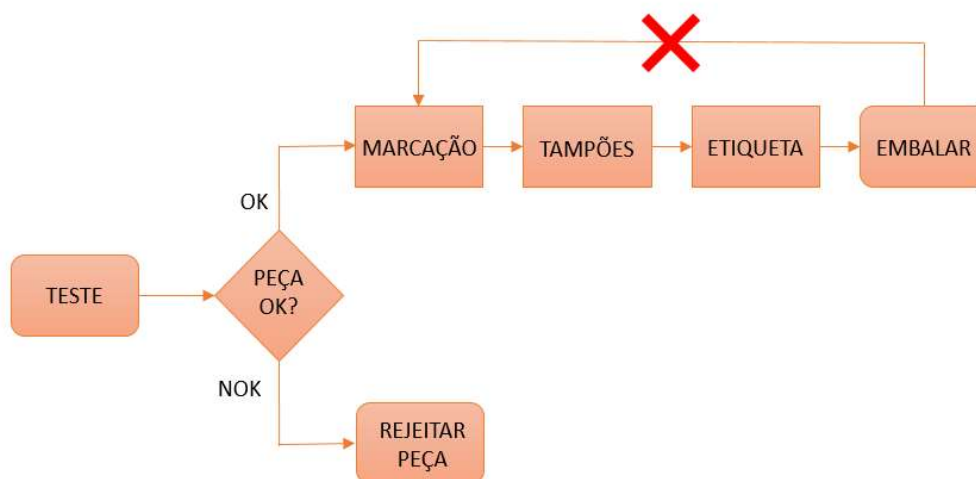 MARCAÇÃO
TAMPÕES
ETIQUETA
EMBALAR
OK
TESTE
PEÇA
OK?
NOK
REJEITAR
PEÇA